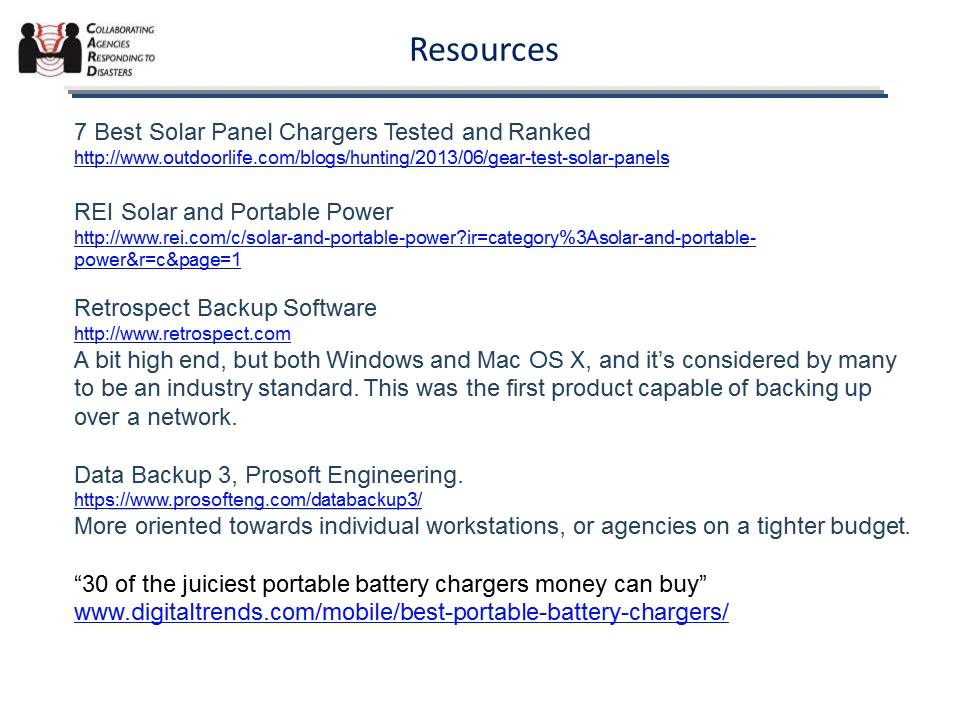 COLLABORATING
AGENCIES
RESPONDING TO
DISASTERS
Resources
7 Best Solar Panel Chargers Tested and Ranked
http://www.outdoorlife.com/blogs/hunting/2013/06/gear-test-solar-panels
REI Solar and Portable Power
http://www.rei.com/c/solar-and-portable-power?ir=category%3Asolar-and-portable-
power&r=c&page=1
Retrospect Backup Software
http://www.retrospect.com
A bit high end, but both Windows and Mac OS X, and it’s considered by many
to be an industry standard. This was the first product capable of backing up
over a network.
Data Backup 3, Prosoft Engineering.
https://www.prosofteng.com/databackup3/
More oriented towards individual workstations, or agencies on a tighter budget.
“30 of the juiciest portable battery chargers money can buy”
www.digitaltrends.com/mobile/best-portable-battery-chargers/